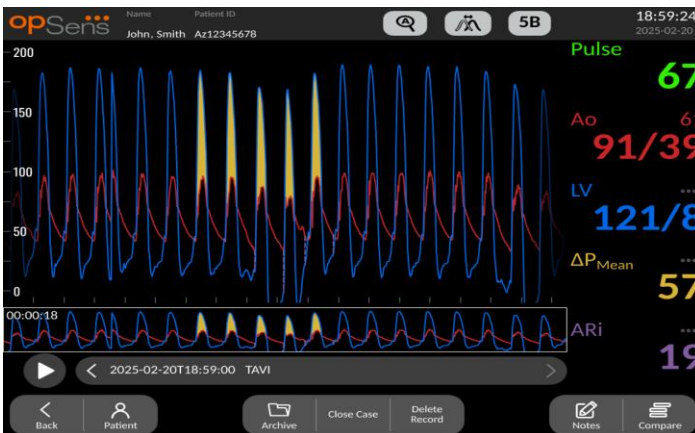 opSens
Name Patient ID
John, Smith Az12345678
A
5B
18:59:24
2025-02-20
200
150
100
50
0
Pulse
67
Ao
91/39
LV
121/8
ΔPMean
57
ARi
19
00:00:18
2025-02-20T18:59:00 TAVI
Back
Patient
Archive
Close Case
Delete
Record
Notes
Compare